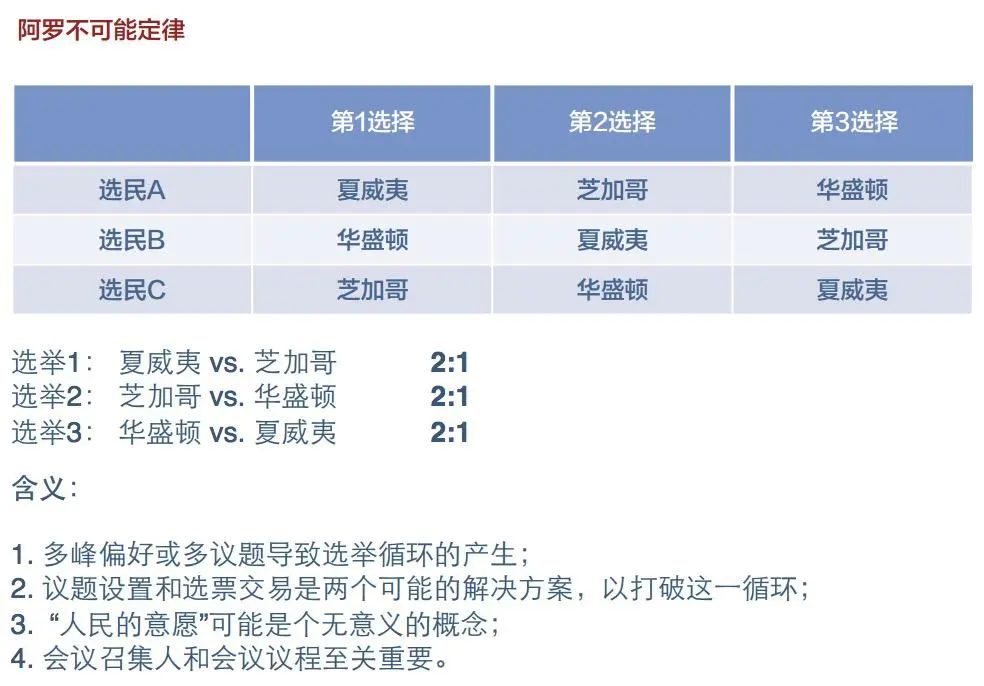 阿罗不可能定律
第1选择 第2选择 第3选择
选民A 夏威夷 芝加哥 华盛顿
选民B 华盛顿 夏威夷 芝加哥
选民C 芝加哥 华盛顿 夏威夷
选举1： 夏威夷 vs. 芝加哥 2:1
选举2： 芝加哥 vs. 华盛顿 2:1
选举3： 华盛顿 vs. 夏威夷 2:1
含义：
1. 多峰偏好或多议题导致选举循环的产生；
2. 议题设置和选票交易是两个可能的解决方案，以打破这一循环；
3. “人民的意愿”可能是个无意义的概念；
4. 会议召集人和会议议程至关重要。